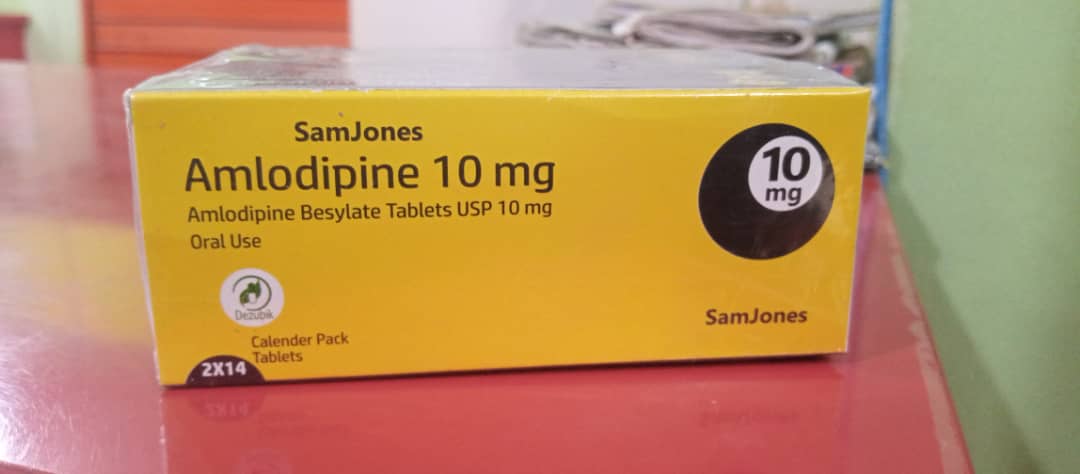 SamJones
Amlodipine 10 mg
Amlodipine Besylate Tablets USP 10 mg
Oral Use
Dezubik
Calender Pack
Tablets
2X14
10
mg
SamJones